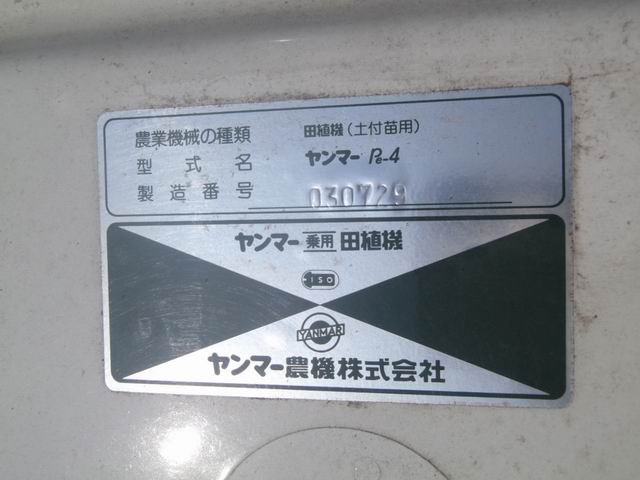 農業機械の種類 田植機(土付苗用)
型式名 ヤンマー R-4
製造番号 030729
ヤンマー 乗用 田植機
ISO
YANMAR
ヤンマー農機株式会社